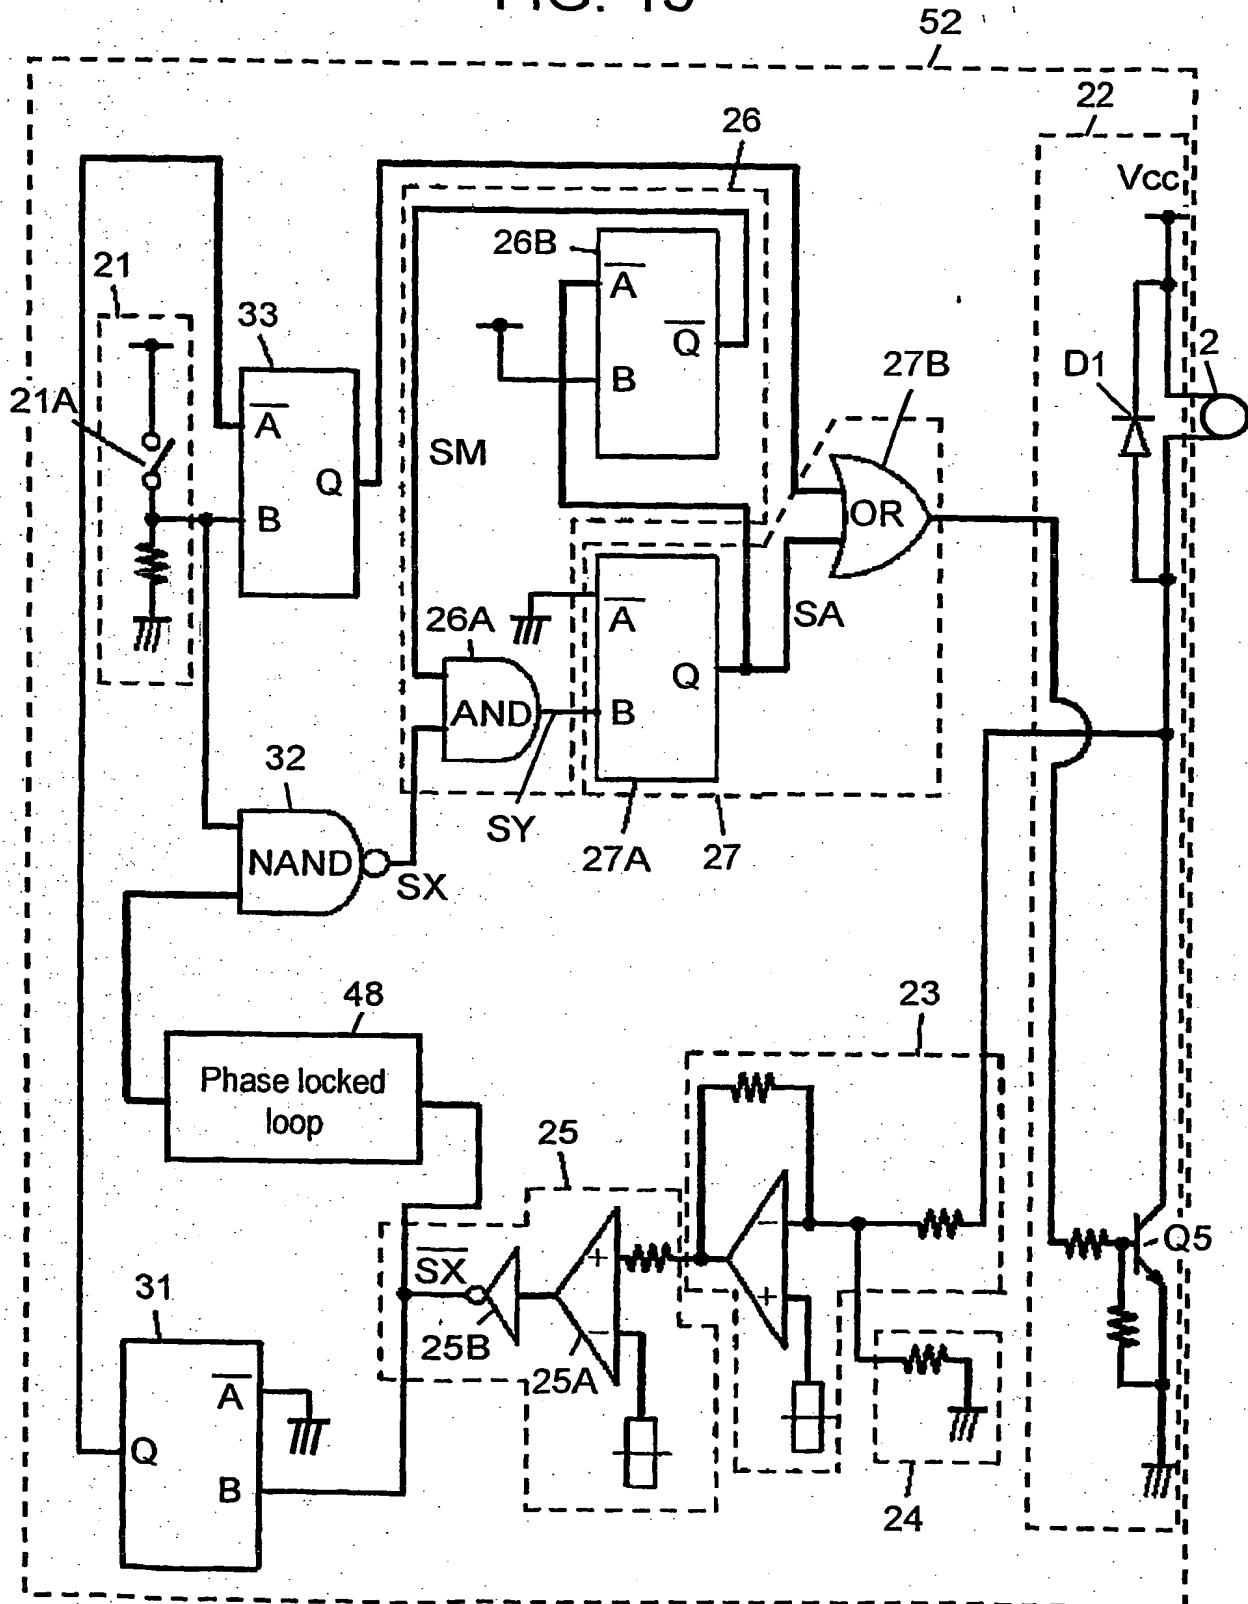 52
22
26
Vcc
26B
A
21
Q
33
B
2
D1
27B
21A
A
SM
Q
B
OR
SA
26A
A
Q
AND
B
32
SY
27A
27
NAND
SX
48
23
Phase locked
loop
25
−
Q5
SX
+
31
+
25B
−
25A
A
Q
B
24